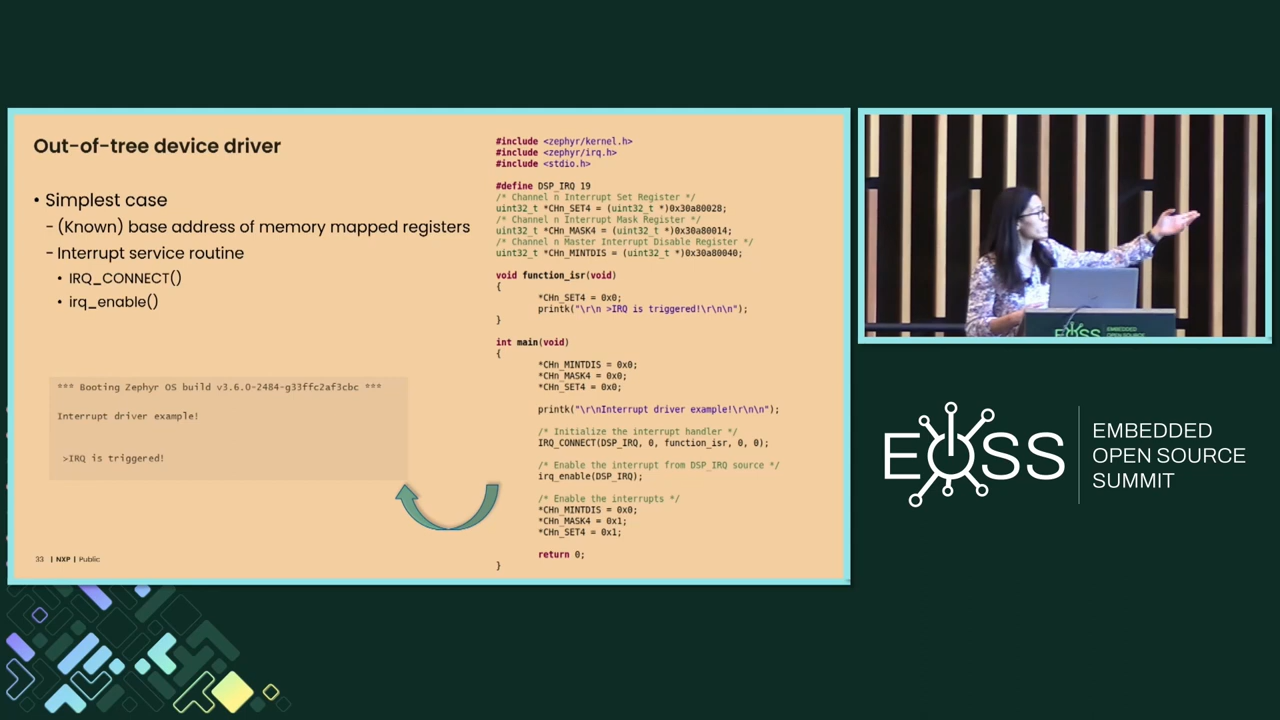 Out-of-tree device driver
• Simplest case
- (Known) base address of memory mapped registers
- Interrupt service routine
• IRQ_CONNECT()
• irq_enable()
*** Booting Zephyr OS build v3.6.0-2484-g33ffc2af3cbc ***
Interrupt driver example!
>IRQ is triggered!
33 | NXP | Public
#include <zephyr/kernel.h>
#include <zephyr/irq.h>
#include <stdio.h>
#define DSP_IRQ 19
/* Channel n Interrupt Set Register */
uint32_t *CHn_SET4 = (uint32_t *)0x30a80028;
/* Channel n Interrupt Mask Register */
uint32_t *CHn_MASK4 = (uint32_t *)0x30a80014;
/* Channel n Master Interrupt Disable Register */
uint32_t *CHn_MINTDIS = (uint32_t *)0x30a80040;
void function_isr(void)
{
*CHn_SET4 = 0x0;
printk("\r\n >IRQ is triggered!\r\n\n");
}
int main(void)
{
*CHn_MINTDIS = 0x0;
*CHn_MASK4 = 0x0;
*CHn_SET4 = 0x0;
printk("\r\nInterrupt driver example!\r\n\n");
/* Initialize the interrupt handler */
IRQ_CONNECT(DSP_IRQ, 0, function_isr, 0, 0);
/* Enable the interrupt from DSP_IRQ source */
irq_enable(DSP_IRQ);
/* Enable the interrupts */
*CHn_MINTDIS = 0x0;
*CHn_MASK4 = 0x1;
*CHn_SET4 = 0x1;
return 0;
}
EOSS
EMBEDDED
OPEN SOURCE
SUMMIT
EOSS
EMBEDDED
OPEN SOURCE
SUMMIT